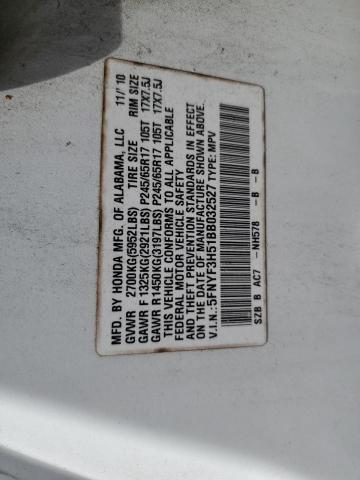 MFD. BY HONDA MFG. OF ALABAMA, LLC 11/10
GVWR 2700KG(5952LBS) TIRE SIZE RIM SIZE
GAWR F 1325KG(2921LBS) P245/65R17 105T 17X7.5J
GAWR R 1450KG(3197LBS) P245/65R17 105T 17X7.5J
THIS VEHICLE CONFORMS TO ALL APPLICABLE
FEDERAL MOTOR VEHICLE SAFETY
AND THEFT PREVENTION STANDARDS IN EFFECT
ON THE DATE OF MANUFACTURE SHOWN ABOVE.
V.I.N.:5FNYF3H51BB032527 TYPE: MPV
SZB B AC7 -NH578 -B -B